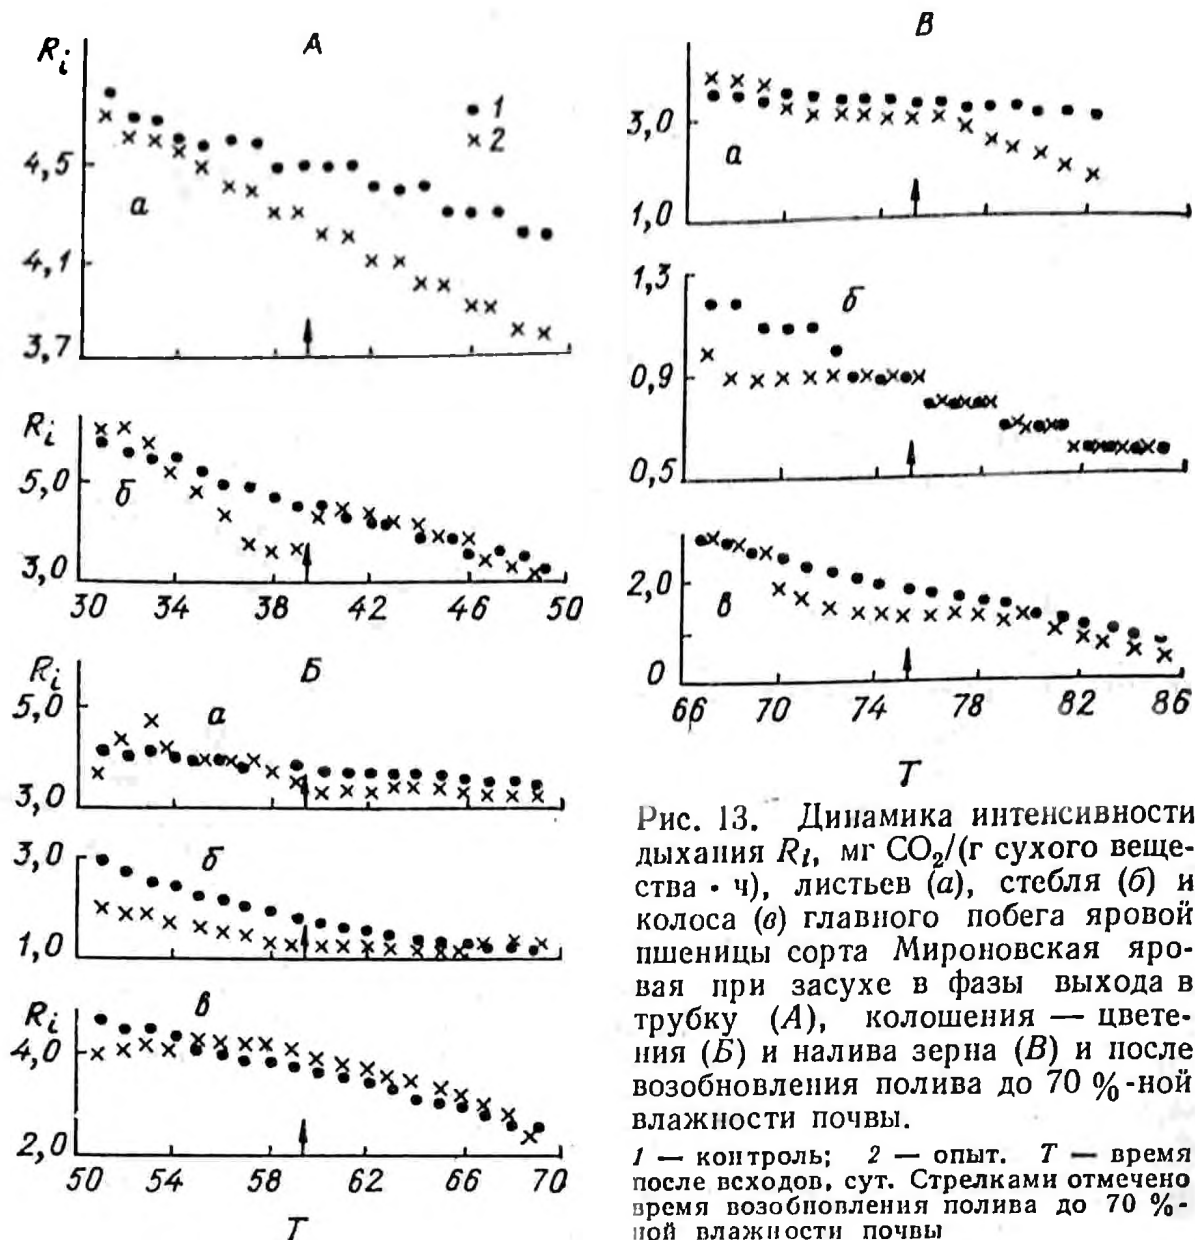 A
Rᵢ
• 1
× 2
4,5
а
4,1
3,7
Rᵢ
5,0
б
3,0
30 34 38 42 46 50
Б
Rᵢ
5,0
а
3,0
3,0
б
1,0
Rᵢ
в
4,0
2,0
50 54 58 62 66 70
T
В
3,0
а
1,0
1,3
б
0,9
0,5
2,0
в
0
66 70 74 78 82 86
T
Рис. 13. Динамика интенсивности
дыхания Rᵢ, мг CO₂/(г сухого веще-
ства • ч), листьев (а), стебля (б) и
колоса (в) главного побега яровой
пшеницы сорта Мироновская яро-
вая при засухе в фазы выхода в
трубку (А), колошения — цвете-
ния (Б) и налива зерна (В) и после
возобновления полива до 70 %-ной
влажности почвы.
1 — контроль; 2 — опыт. T — время
после всходов, сут. Стрелками отмечено
время возобновления полива до 70 %-
ной влажности почвы